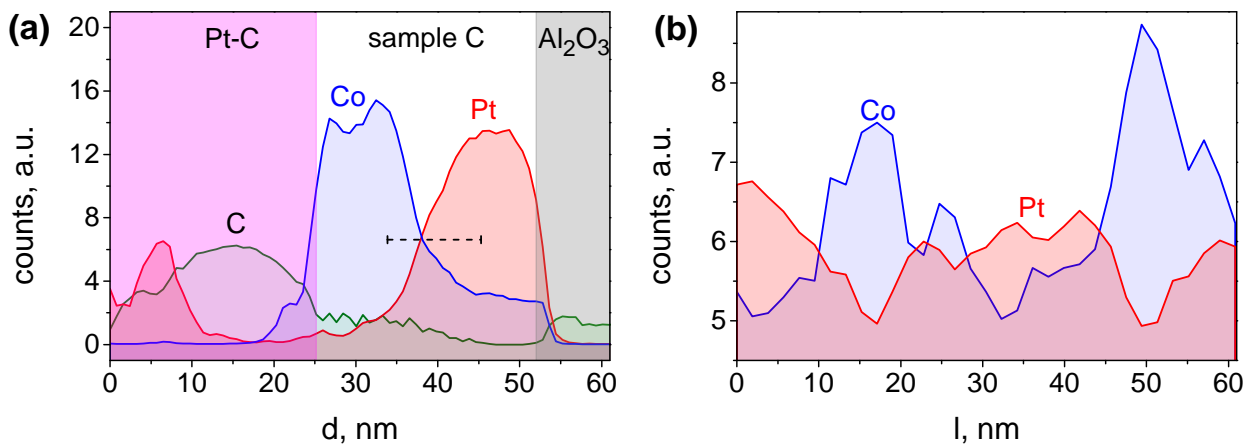 (a)
20
16
12
8
4
0
counts, a.u.
Pt-C
sample C
Al₂O₃
Co
Pt
C
0 10 20 30 40 50 60
d, nm
(b)
8
7
6
5
counts, a.u.
Co
Pt
0 10 20 30 40 50 60
l, nm